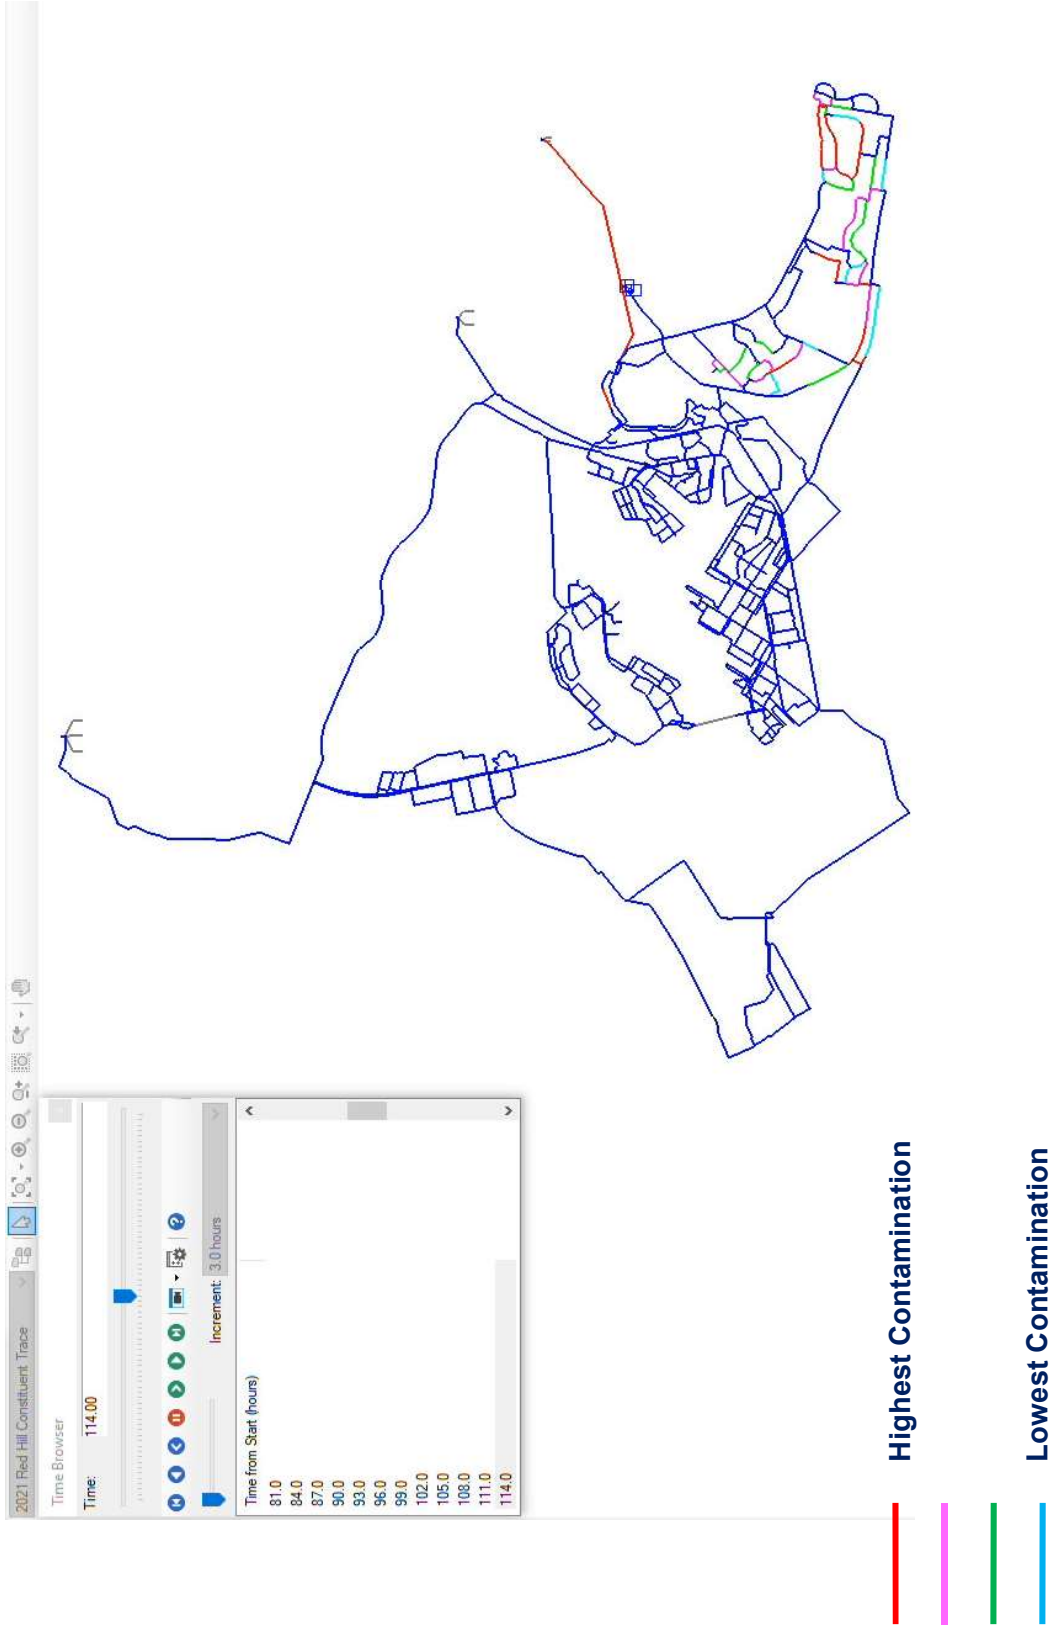 2021 Red Hill Constituent Trace
Time Browser
Time: 114.00
Increment: 3.0 hours
Time from Start (hours)
81.0
84.0
87.0
90.0
93.0
96.0
99.0
102.0
105.0
108.0
111.0
114.0
Highest Contamination
Lowest Contamination